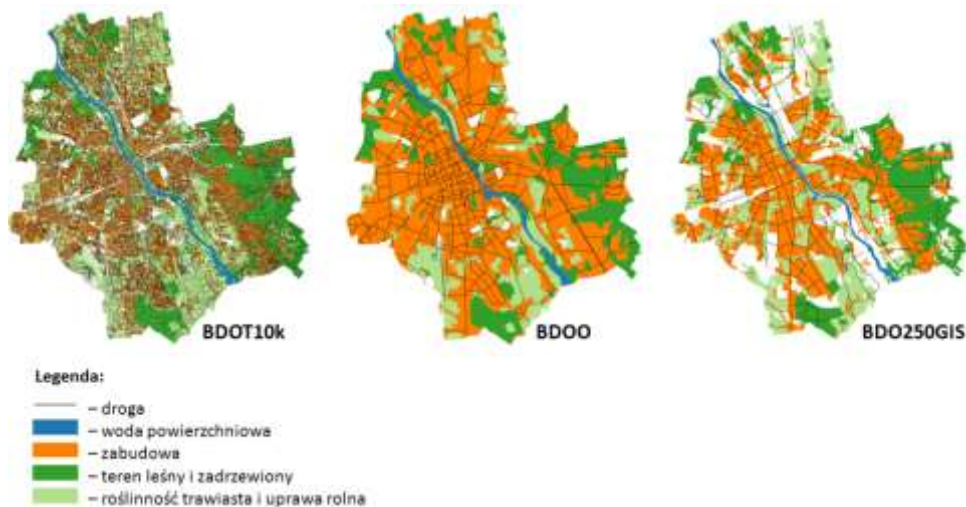 BDOT10k
BDOO
BDO250GIS
Legenda:
– droga
– woda powierzchniowa
– zabudowa
– teren leśny i zadrzewiony
– roślinność trawiasta i uprawa rolna